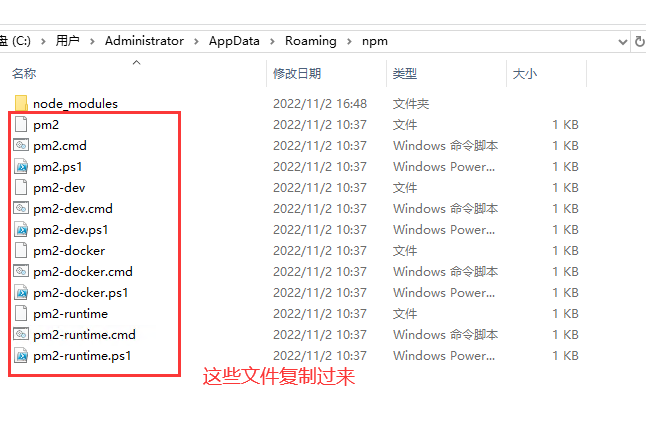 盘 (C:) › 用户 › Administrator › AppData › Roaming › npm
名称 修改日期 类型 大小
node_modules 2022/11/2 16:48 文件夹
pm2 2022/11/2 10:37 文件 1 KB
pm2.cmd 2022/11/2 10:37 Windows 命令脚本 1 KB
pm2.ps1 2022/11/2 10:37 Windows Power... 1 KB
pm2-dev 2022/11/2 10:37 文件 1 KB
pm2-dev.cmd 2022/11/2 10:37 Windows 命令脚本 1 KB
pm2-dev.ps1 2022/11/2 10:37 Windows Power... 1 KB
pm2-docker 2022/11/2 10:37 文件 1 KB
pm2-docker.cmd 2022/11/2 10:37 Windows 命令脚本 1 KB
pm2-docker.ps1 2022/11/2 10:37 Windows Power... 1 KB
pm2-runtime 2022/11/2 10:37 文件 1 KB
pm2-runtime.cmd 2022/11/2 10:37 Windows 命令脚本 1 KB
pm2-runtime.ps1 2022/11/2 10:37 Windows Power... 1 KB
这些文件复制过来